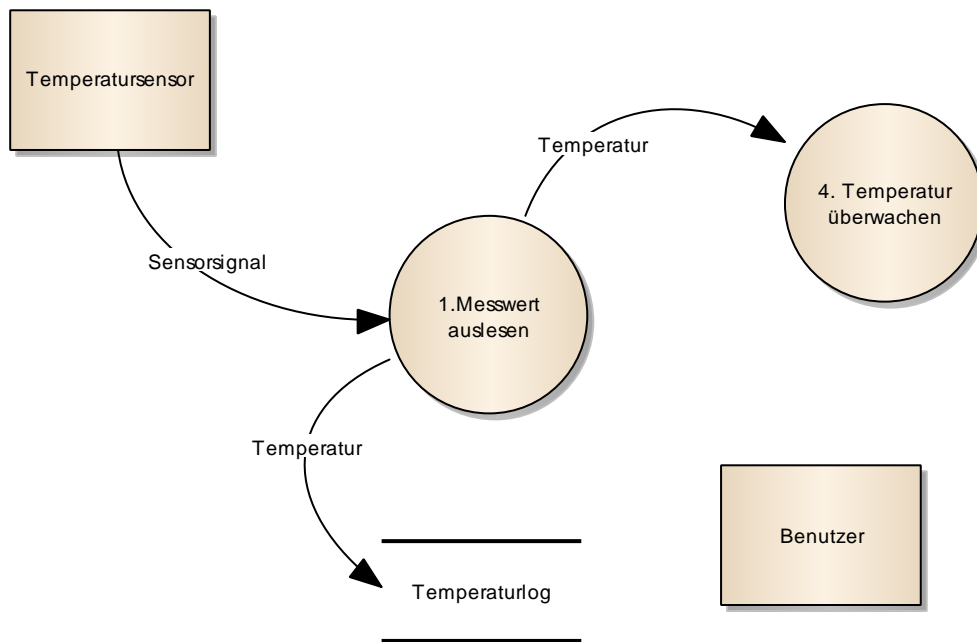 Temperatursensor
Temperatur
4. Temperatur
überwachen
Sensorsignal
1.Messwert
auslesen
Temperatur
Benutzer
Temperaturlog